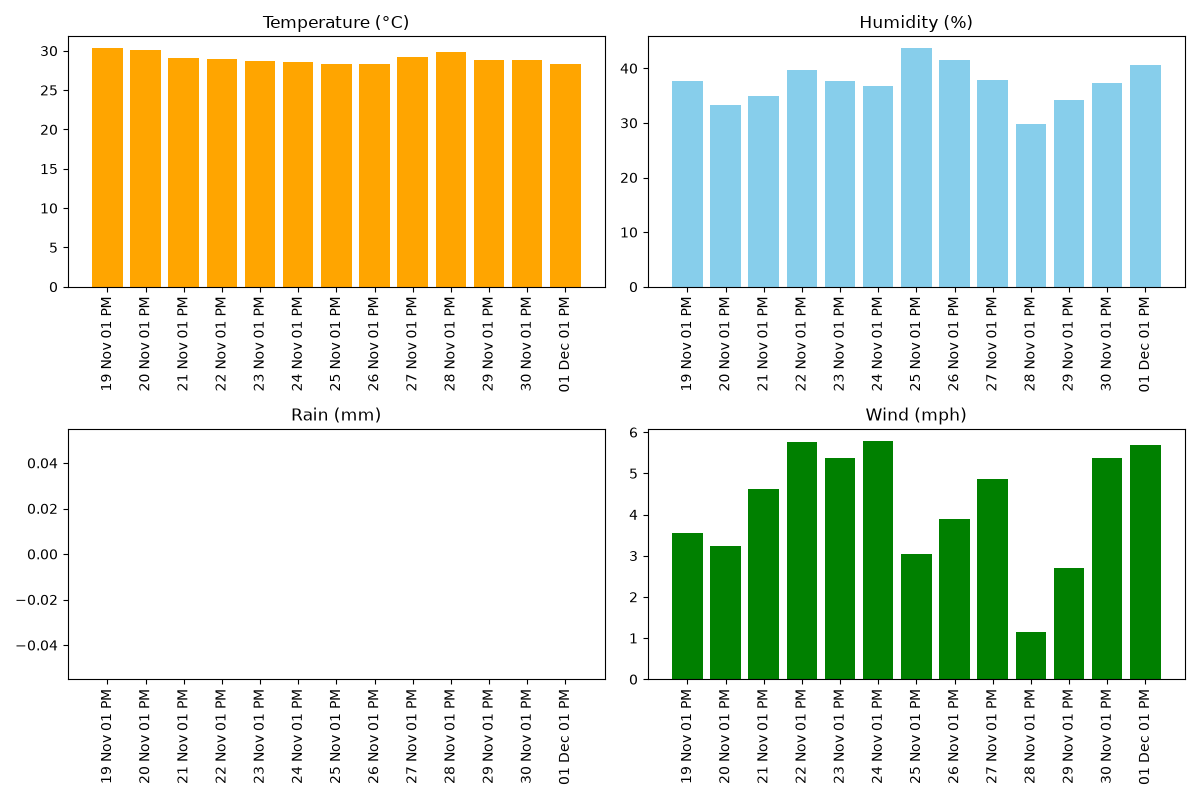 Temperature (°C)
30
25
20
15
10
5
0
19 Nov 01 PM
20 Nov 01 PM
21 Nov 01 PM
22 Nov 01 PM
23 Nov 01 PM
24 Nov 01 PM
25 Nov 01 PM
26 Nov 01 PM
27 Nov 01 PM
28 Nov 01 PM
29 Nov 01 PM
30 Nov 01 PM
01 Dec 01 PM
Humidity (%)
40
30
20
10
0
19 Nov 01 PM
20 Nov 01 PM
21 Nov 01 PM
22 Nov 01 PM
23 Nov 01 PM
24 Nov 01 PM
25 Nov 01 PM
26 Nov 01 PM
27 Nov 01 PM
28 Nov 01 PM
29 Nov 01 PM
30 Nov 01 PM
01 Dec 01 PM
Rain (mm)
0.04
0.02
0.00
−0.02
−0.04
19 Nov 01 PM
20 Nov 01 PM
21 Nov 01 PM
22 Nov 01 PM
23 Nov 01 PM
24 Nov 01 PM
25 Nov 01 PM
26 Nov 01 PM
27 Nov 01 PM
28 Nov 01 PM
29 Nov 01 PM
30 Nov 01 PM
01 Dec 01 PM
Wind (mph)
6
5
4
3
2
1
0
19 Nov 01 PM
20 Nov 01 PM
21 Nov 01 PM
22 Nov 01 PM
23 Nov 01 PM
24 Nov 01 PM
25 Nov 01 PM
26 Nov 01 PM
27 Nov 01 PM
28 Nov 01 PM
29 Nov 01 PM
30 Nov 01 PM
01 Dec 01 PM